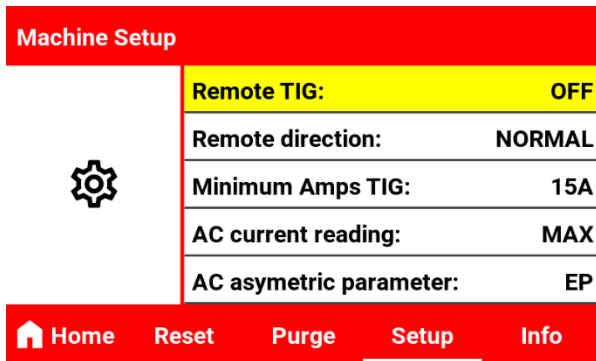 Machine Setup
Remote TIG: OFF
Remote direction: NORMAL
Minimum Amps TIG: 15A
AC current reading: MAX
AC asymetric parameter: EP
Home Reset Purge Setup Info